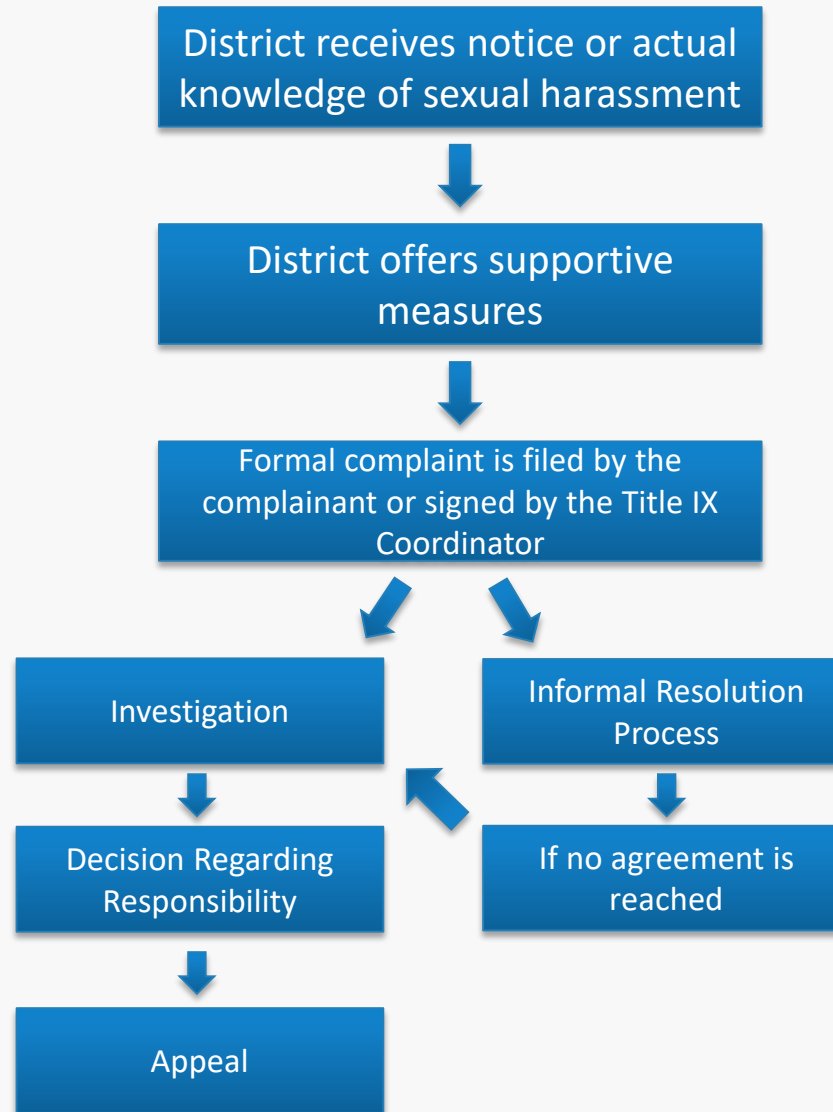 District receives notice or actual
knowledge of sexual harassment
District offers supportive
measures
Formal complaint is filed by the
complainant or signed by the Title IX
Coordinator
Investigation
Informal Resolution
Process
Decision Regarding
Responsibility
If no agreement is
reached
Appeal